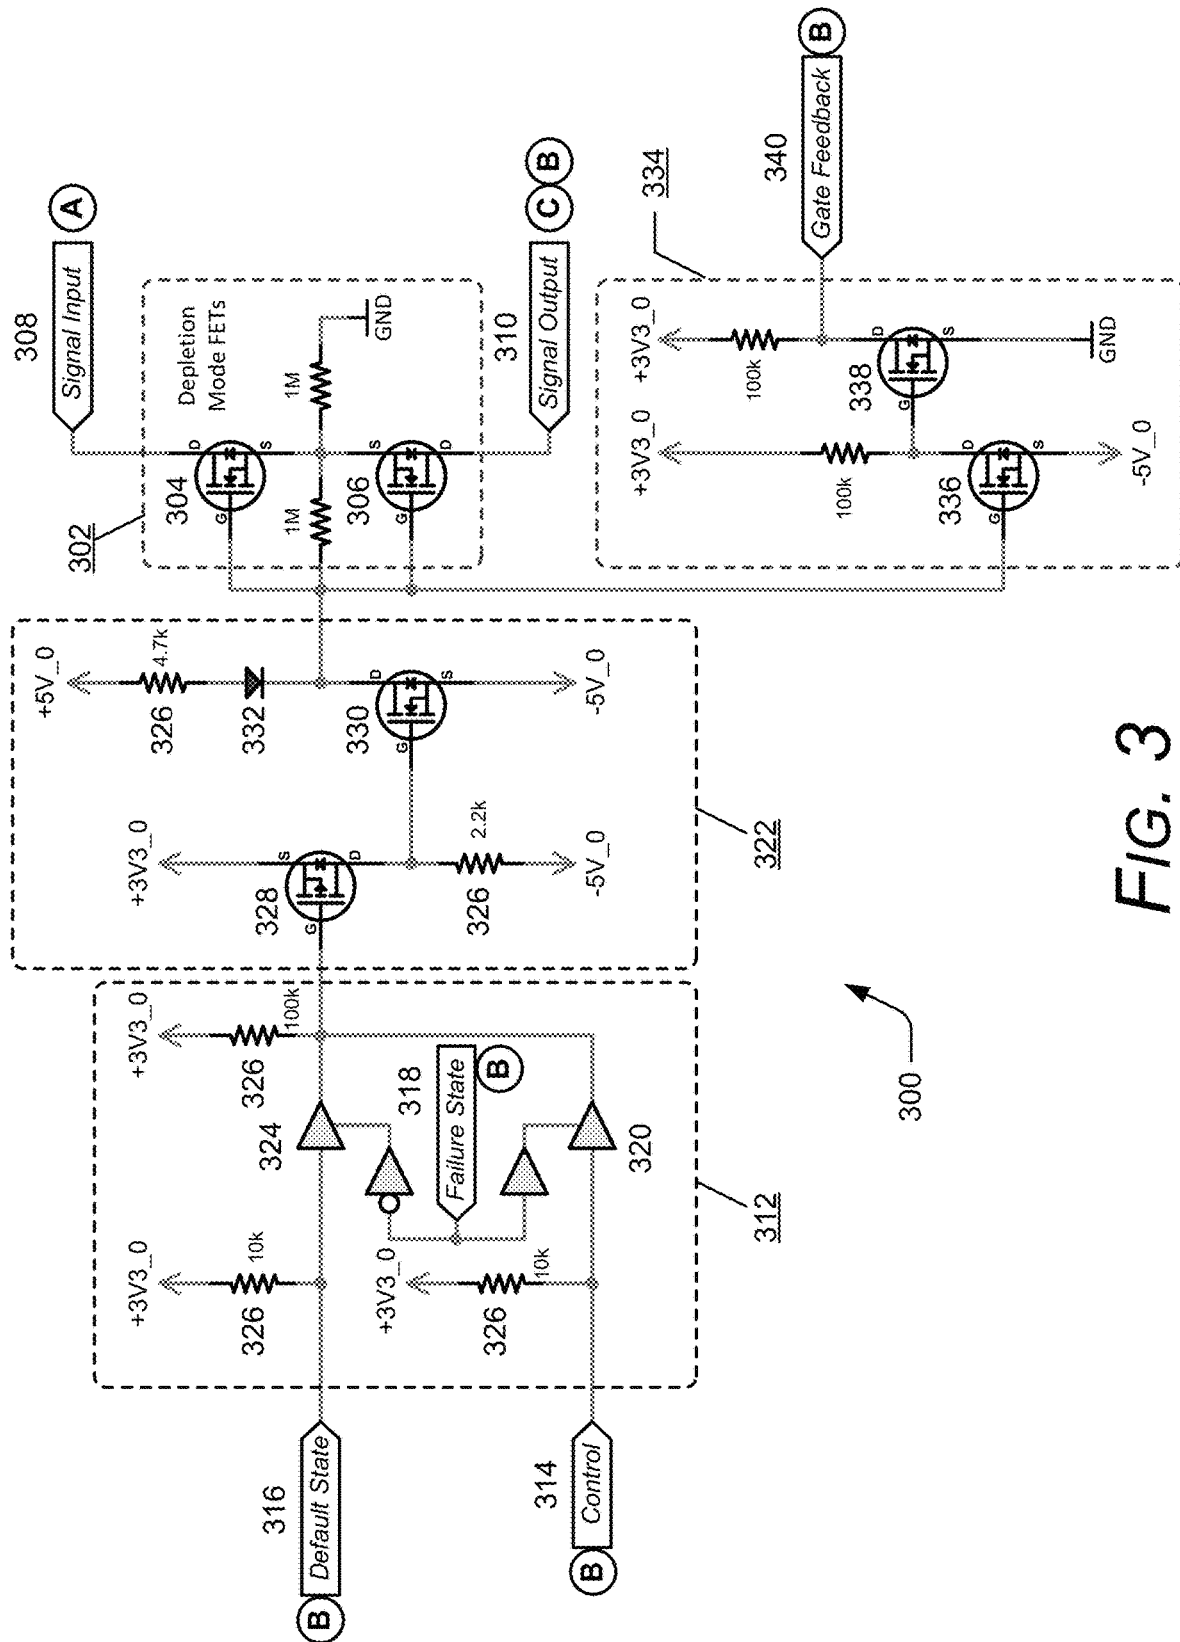 308
Signal Input
A
302
304
D
G
S
Depletion
Mode FETs
1M
1M
GND
306
S
G
D
310
Signal Output
C
B
334
+3V3_0
+3V3_0
100k
100k
338
D
G
S
GND
336
D
G
S
-5V_0
340
Gate Feedback
B
+5V_0
4.7k
326
332
330
D
G
S
-5V_0
+3V3_0
328
S
G
D
2.2k
326
-5V_0
322
+3V3_0
100k
326
324
318
Failure State
B
320
+3V3_0
10k
326
+3V3_0
10k
326
312
316
Default State
B
314
Control
B
300
FIG. 3